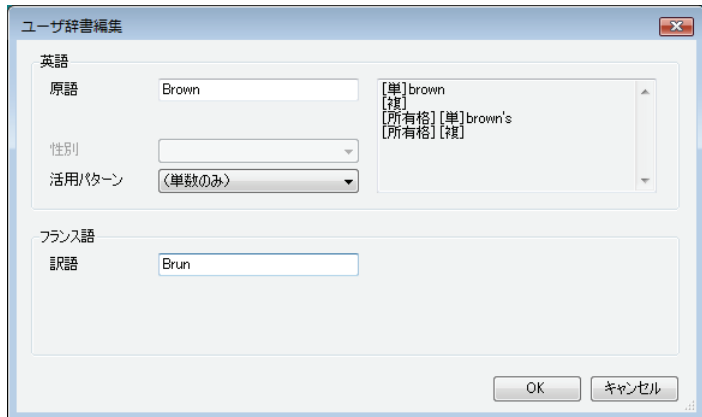 ユーザ辞書編集
英語
原語 Brown
[単]brown
[複]
[所有格][単]brown's
[所有格][複]
性別
活用パターン (単数のみ)
フランス語
訳語 Brun
OK キャンセル